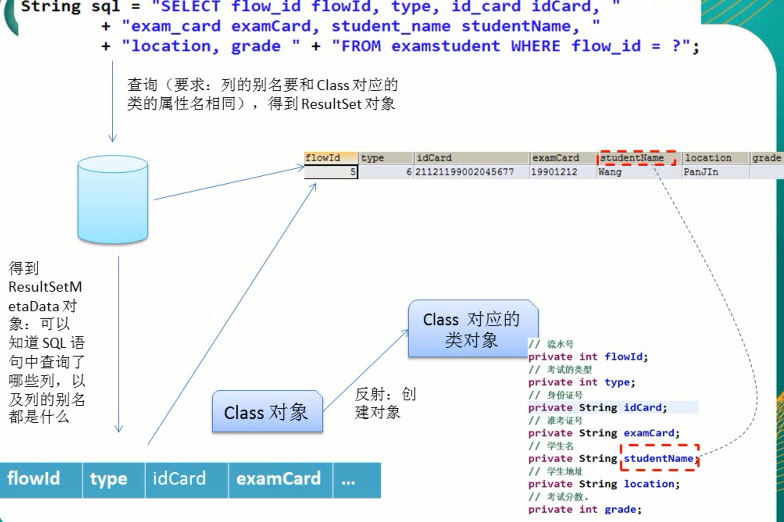 String sql = "SELECT flow_id flowId, type, id_card idCard, "
+ "exam_card examCard, student_name studentName, "
+ "location, grade " + "FROM examstudent WHERE flow_id = ?";
查询（要求：列的别名要和 Class 对应的
类的属性名相同），得到 ResultSet 对象
flowId type idCard examCard studentName location grade
5 6 21121199002045677 19901212 Wang PanJIn
得到
ResultSetM
etaData 对
象：可以
知道 SQL 语
句中查询了
哪些列，以
及列的别名
都是什么
Class 对应的
类对象
Class 对象
反射：创
建对象
// 流水号
private int flowId;
// 考试的类型
private int type;
// 身份证号
private String idCard;
// 准考证号
private String examCard;
// 学生名
private String studentName;
// 学生地址
private String location;
// 考试分数.
private int grade;
flowId type idCard examCard ...